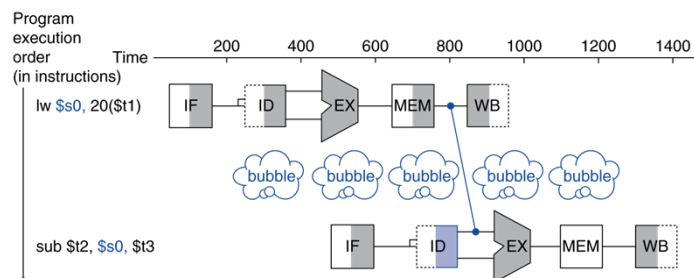 Program
execution
order
(in instructions)
Time
200 400 600 800 1000 1200 1400
lw $s0, 20($t1)
IF ID EX MEM WB
bubble bubble bubble bubble bubble
sub $t2, $s0, $t3
IF ID EX MEM WB